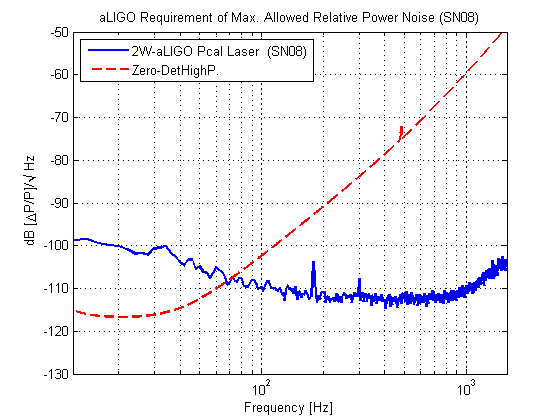 aLIGO Requirement of Max. Allowed Relative Power Noise (SN08)
-50
-60
-70
-80
-90
-100
-110
-120
-130
dB [ΔP/P]/√ Hz
2W-aLIGO Pcal Laser (SN08)
Zero-DetHighP.
10²
10³
Frequency [Hz]